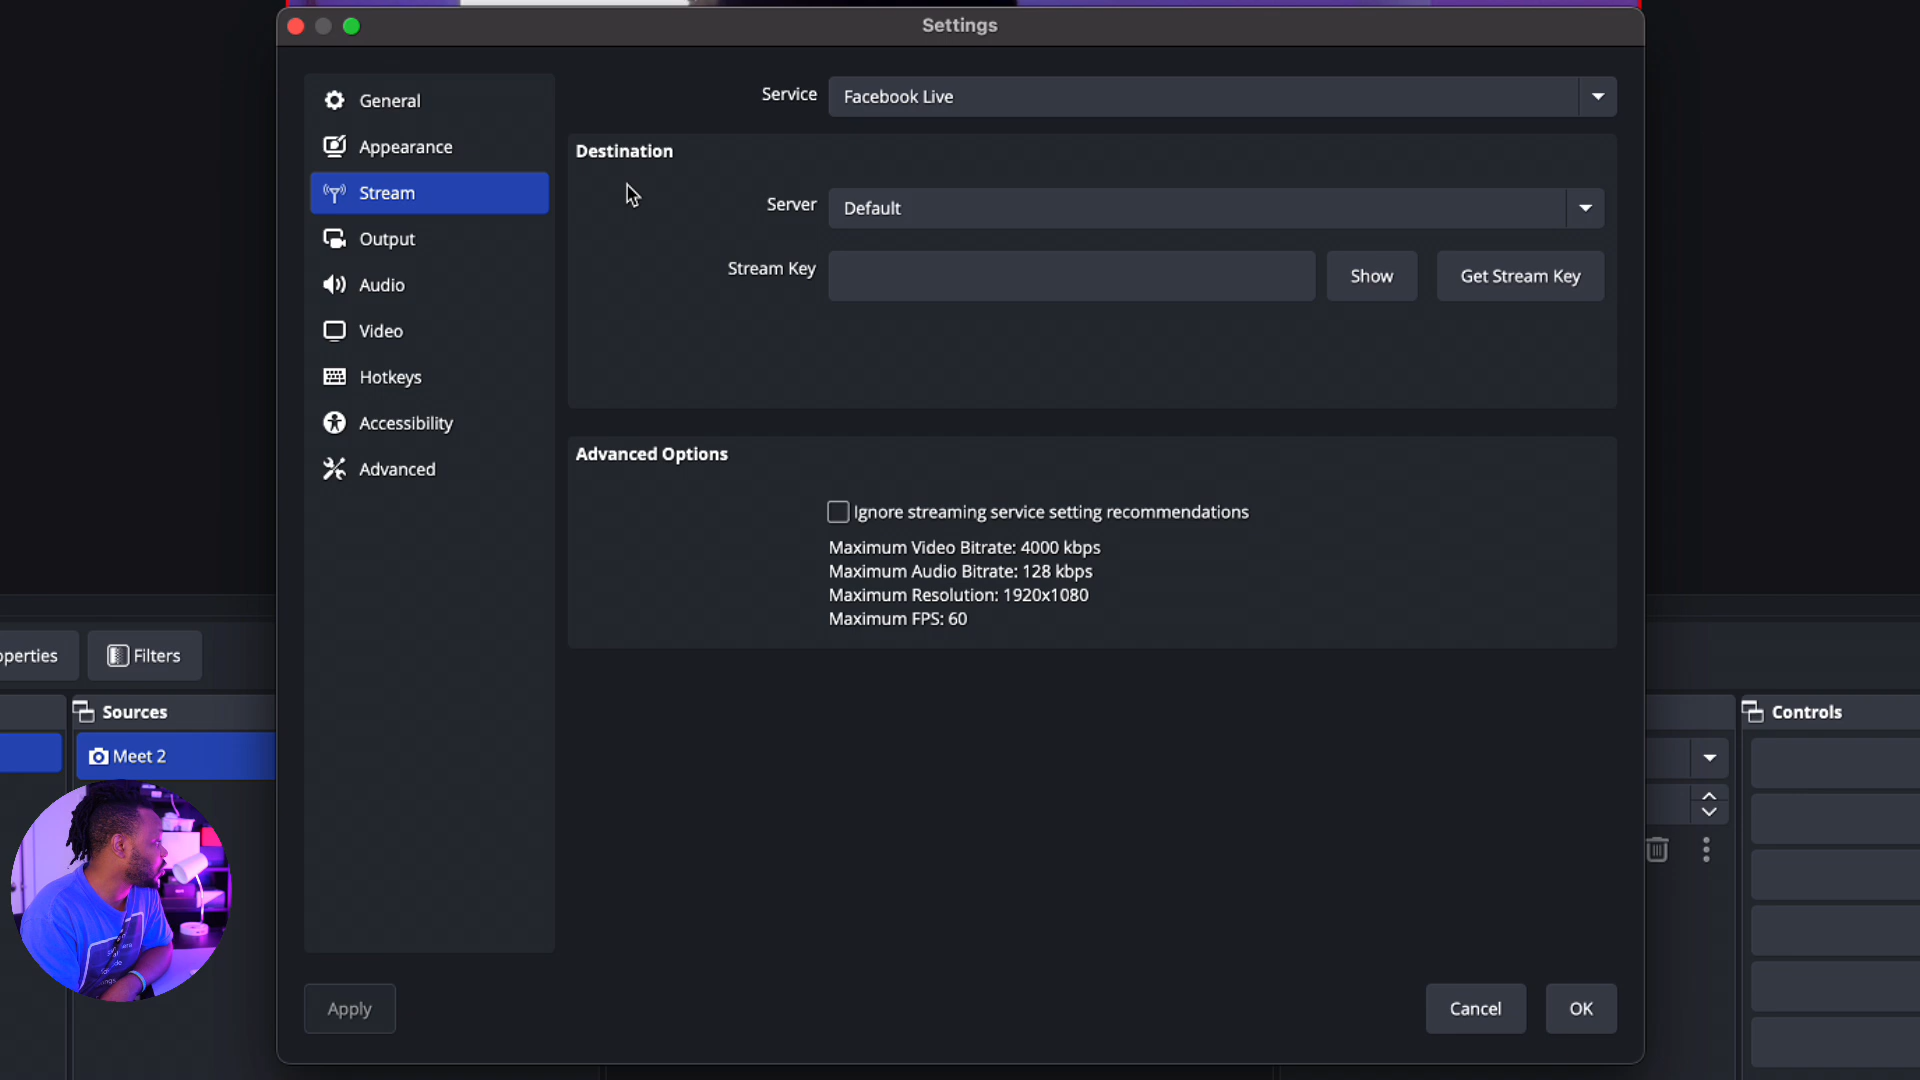 Settings
General
Appearance
Stream
Output
Audio
Video
Hotkeys
Accessibility
Advanced
Service
Facebook Live
Destination
Server
Default
Stream Key
Show
Get Stream Key
Advanced Options
Ignore streaming service setting recommendations
Maximum Video Bitrate: 4000 kbps
Maximum Audio Bitrate: 128 kbps
Maximum Resolution: 1920x1080
Maximum FPS: 60
operties
Filters
Sources
Meet 2
Controls
Apply
Cancel
OK